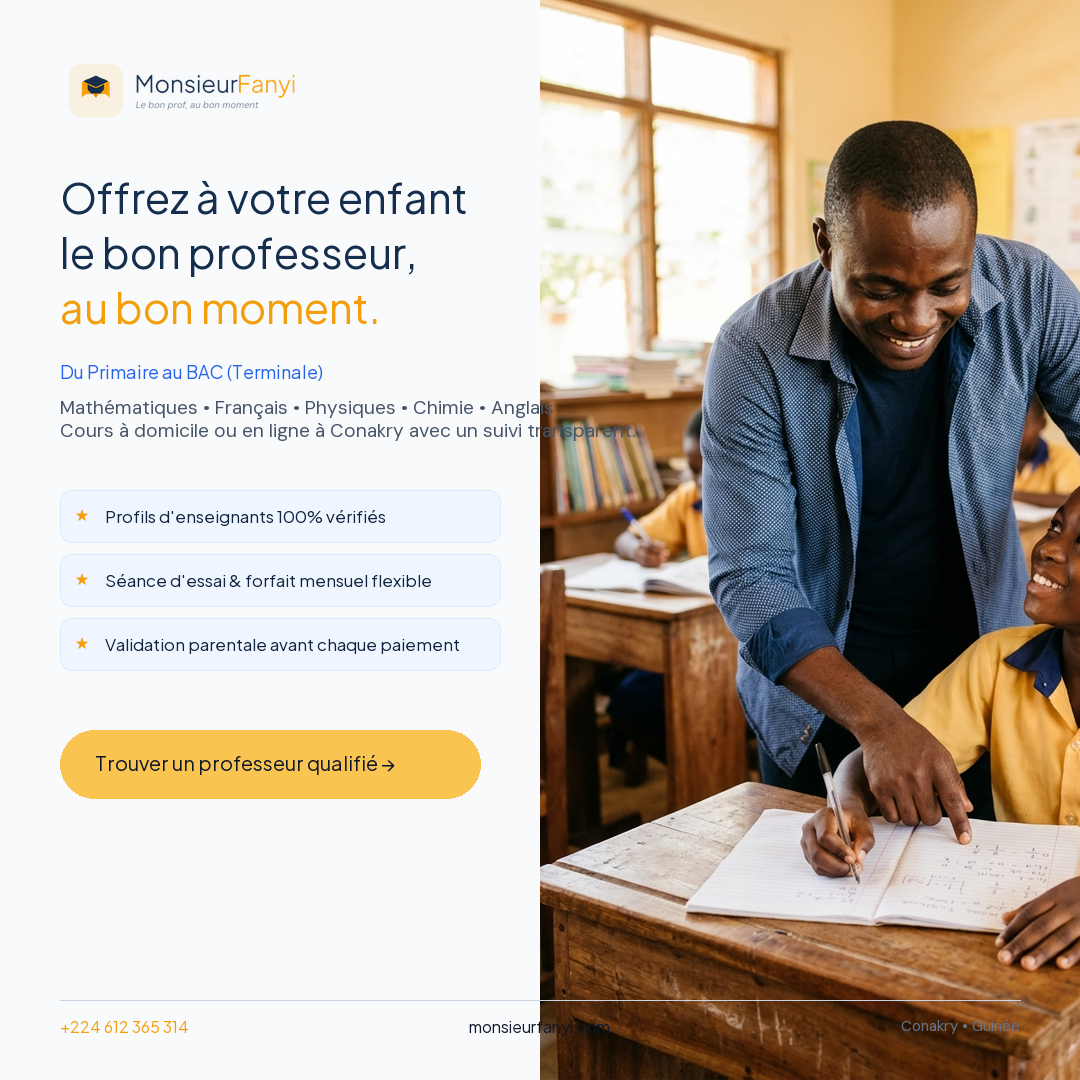 MonsieurFanyi
Le bon prof, au bon moment
Offrez à votre enfant
le bon professeur,
au bon moment.
Du Primaire au BAC (Terminale)
Mathématiques • Français • Physiques • Chimie • Anglais
Cours à domicile ou en ligne à Conakry avec un suivi transparent.
★ Profils d'enseignants 100% vérifiés
★ Séance d'essai & forfait mensuel flexible
★ Validation parentale avant chaque paiement
Trouver un professeur qualifié →
+224 612 365 314
monsieurfanyi.com
Conakry • Guinée